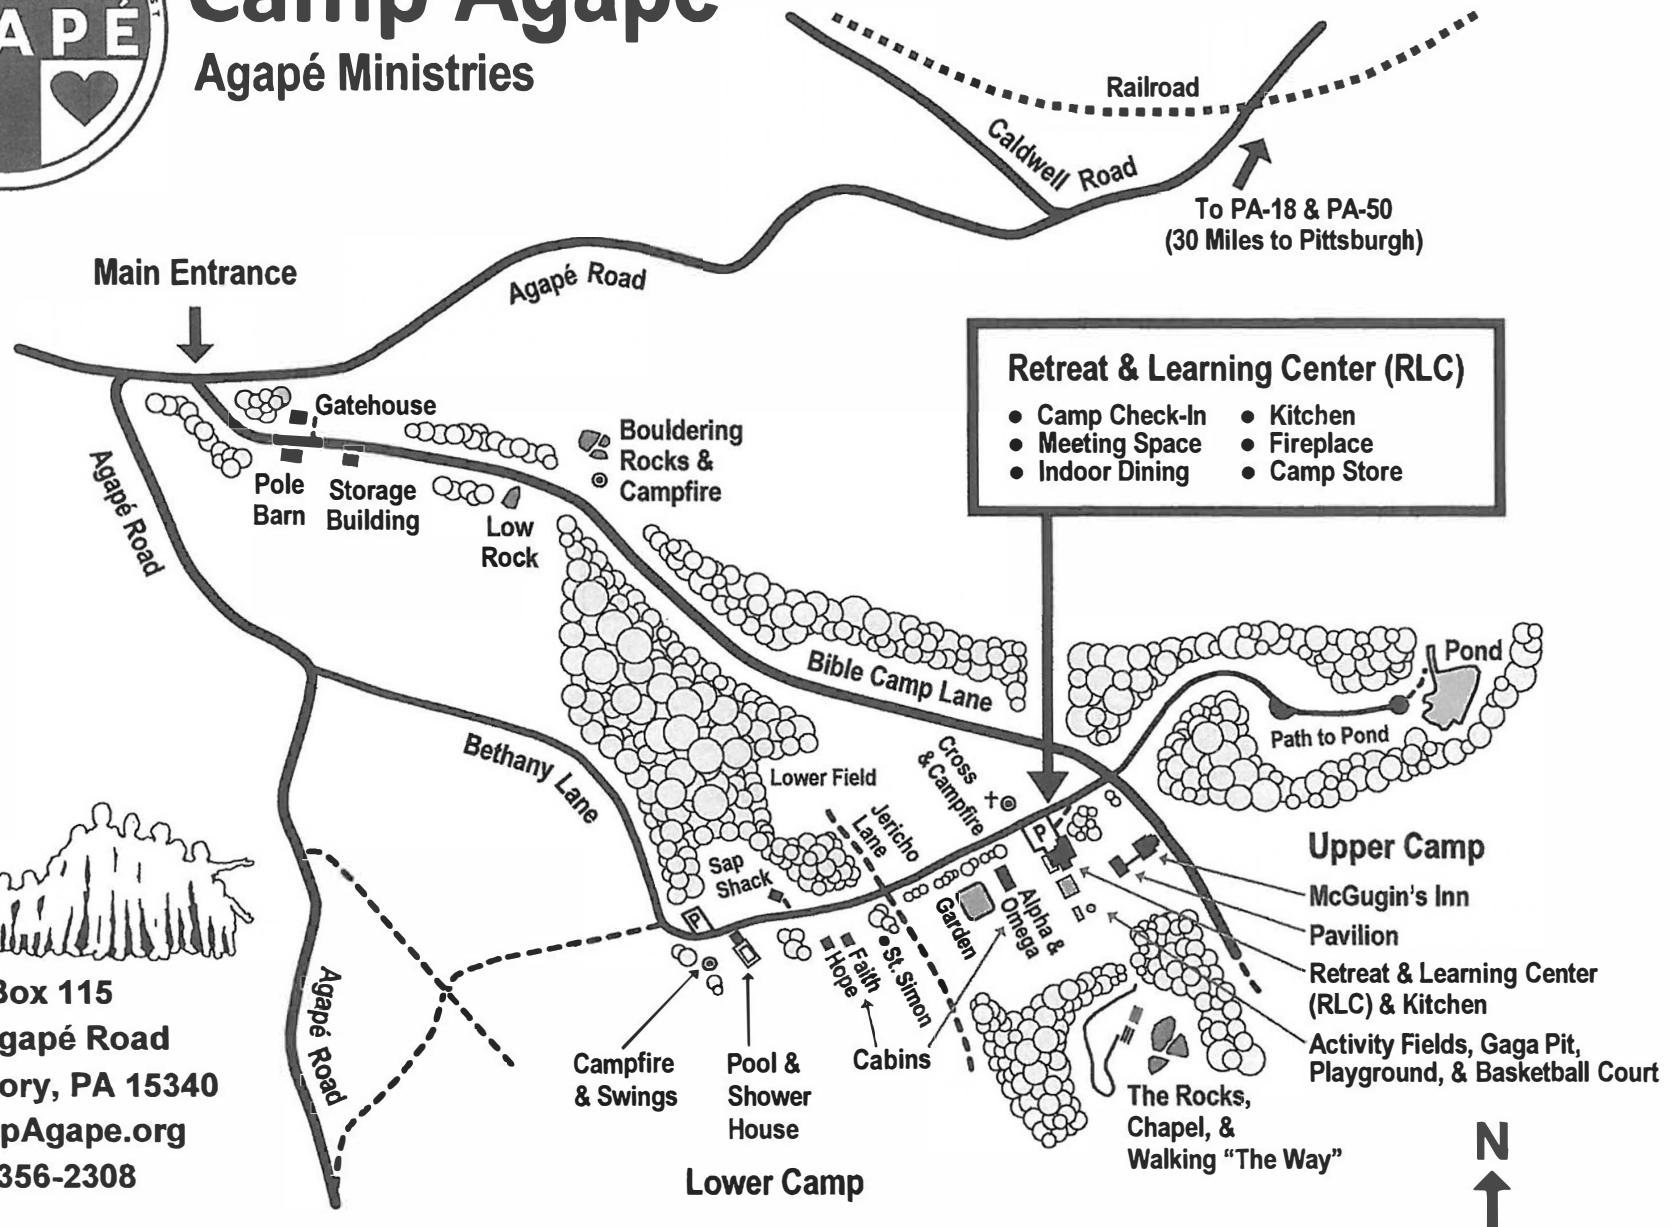 APÉ
Camp Agapé
Agapé Ministries
Railroad
Caldwell Road
To PA-18 & PA-50
(30 Miles to Pittsburgh)
Main Entrance
Agapé Road
Retreat & Learning Center (RLC)
● Camp Check-In ● Kitchen
● Meeting Space ● Fireplace
● Indoor Dining ● Camp Store
Gatehouse
Bouldering
Rocks &
Campfire
Agapé Road
Pole
Barn
Storage
Building
Low
Rock
Bible Camp Lane
Pond
Path to Pond
Bethany Lane
Lower Field
Cross
& Campfire
Jericho
Lane
P
Sap
Shack
P
Upper Camp
McGugin's Inn
Pavilion
Retreat & Learning Center
(RLC) & Kitchen
Activity Fields, Gaga Pit,
Playground, & Basketball Court
Alpha &
Omega
Garden
St. Simon
Faith
Hope
Cabins
Campfire
& Swings
Pool &
Shower
House
The Rocks,
Chapel, &
Walking “The Way”
Lower Camp
Agapé Road
Box 115
gapé Road
ory, PA 15340
pAgape.org
356-2308
N